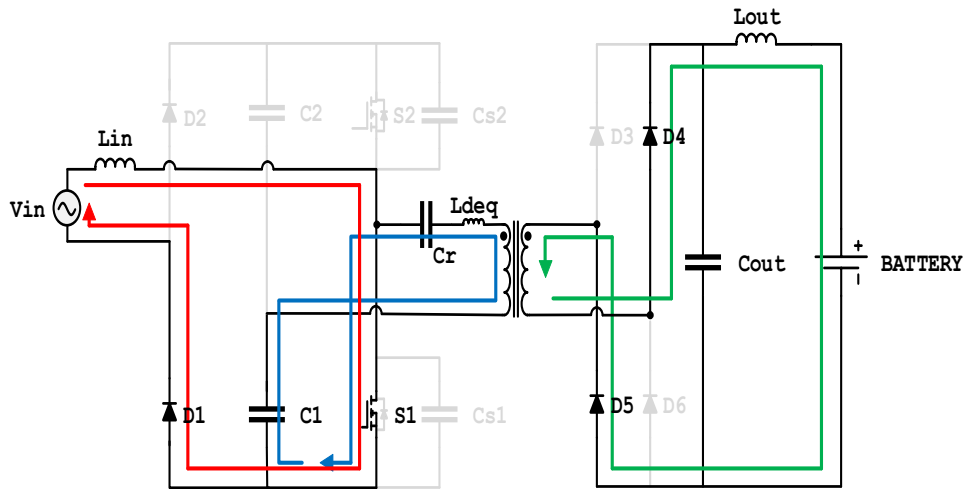 Lout
D2
C2
S2
Cs2
D3
D4
Lin
Vin
Ldeq
Cr
Cout
+
BATTERY
D1
C1
S1
Cs1
D5
D6